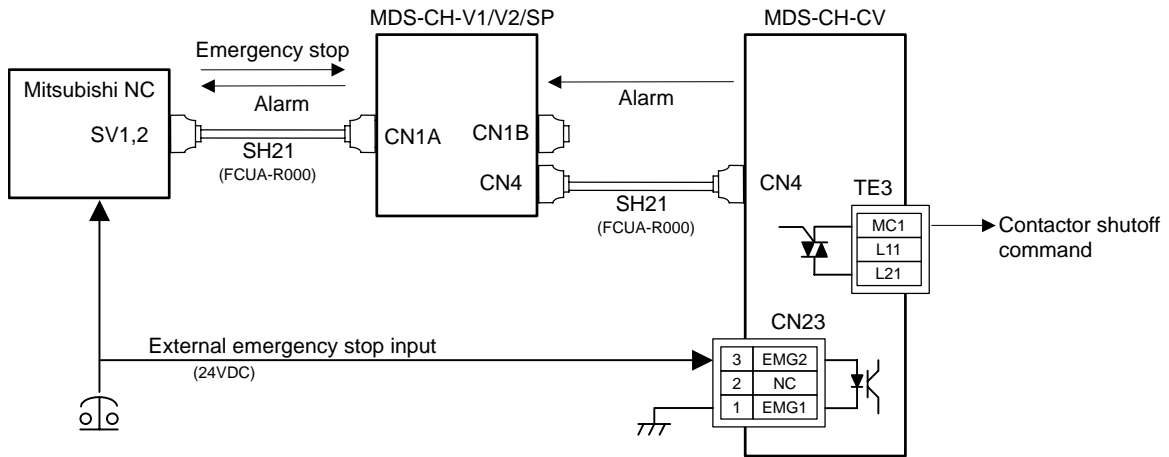 MDS-CH-V1/V2/SP
MDS-CH-CV
Emergency stop
Alarm
Mitsubishi NC
SV1,2
SH21
(FCUA-R000)
CN1A
CN1B
CN4
Alarm
SH21
(FCUA-R000)
CN4
TE3
MC1
L11
L21
Contactor shutoff
command
External emergency stop input
(24VDC)
CN23
3 EMG2
2 NC
1 EMG1